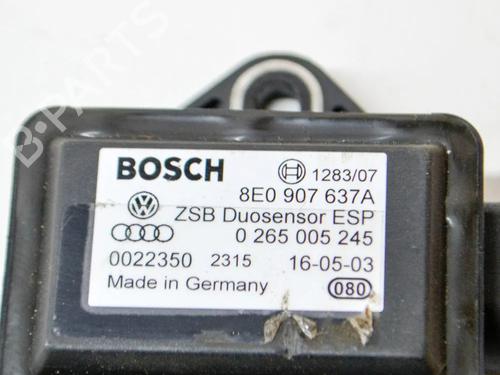 BOSCH 1283/07
8E0 907 637A
ZSB Duosensor ESP
0 265 005 245
0022350 2315 16-05-03
Made in Germany 080
B-PARTS